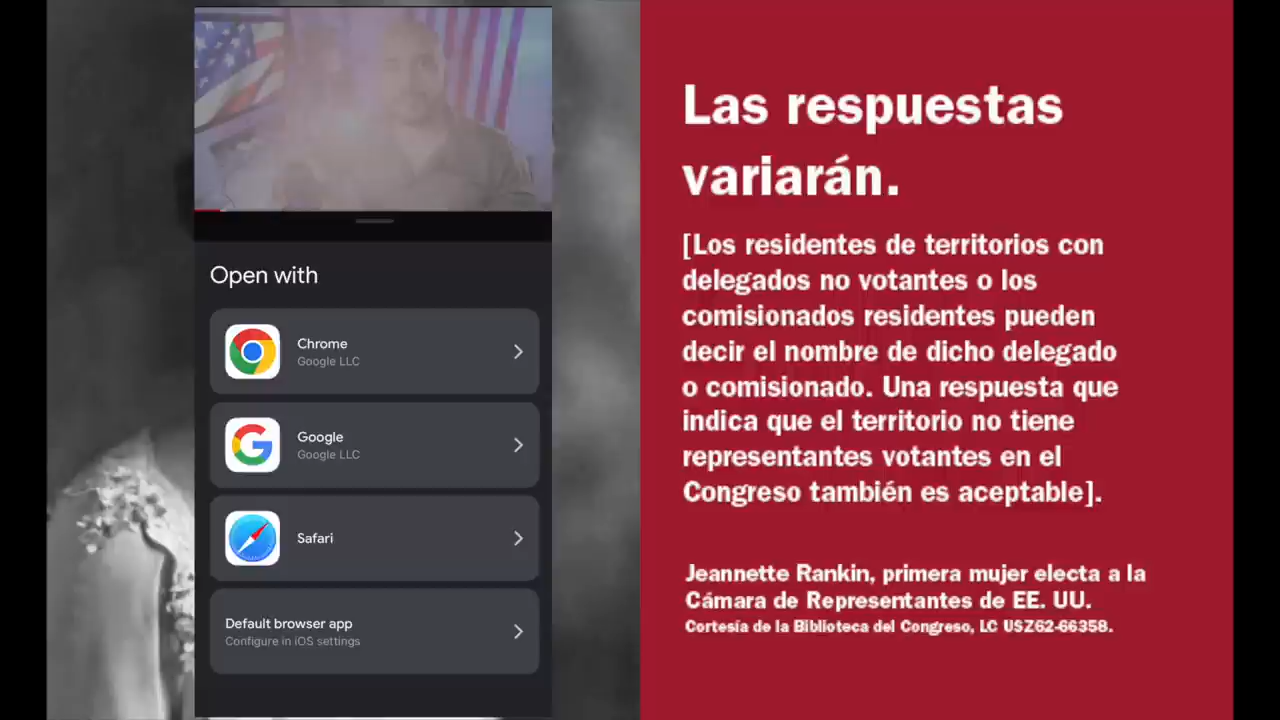 Open with
Chrome
Google LLC
Google
Google LLC
Safari
Default browser app
Configure in iOS settings
Las respuestas
variarán.
[Los residentes de territorios con
delegados no votantes o los
comisionados residentes pueden
decir el nombre de dicho delegado
o comisionado. Una respuesta que
indica que el territorio no tiene
representantes votantes en el
Congreso también es aceptable].
Jeannette Rankin, primera mujer electa a la
Cámara de Representantes de EE. UU.
Cortesía de la Biblioteca del Congreso, LC USZ62-66358.